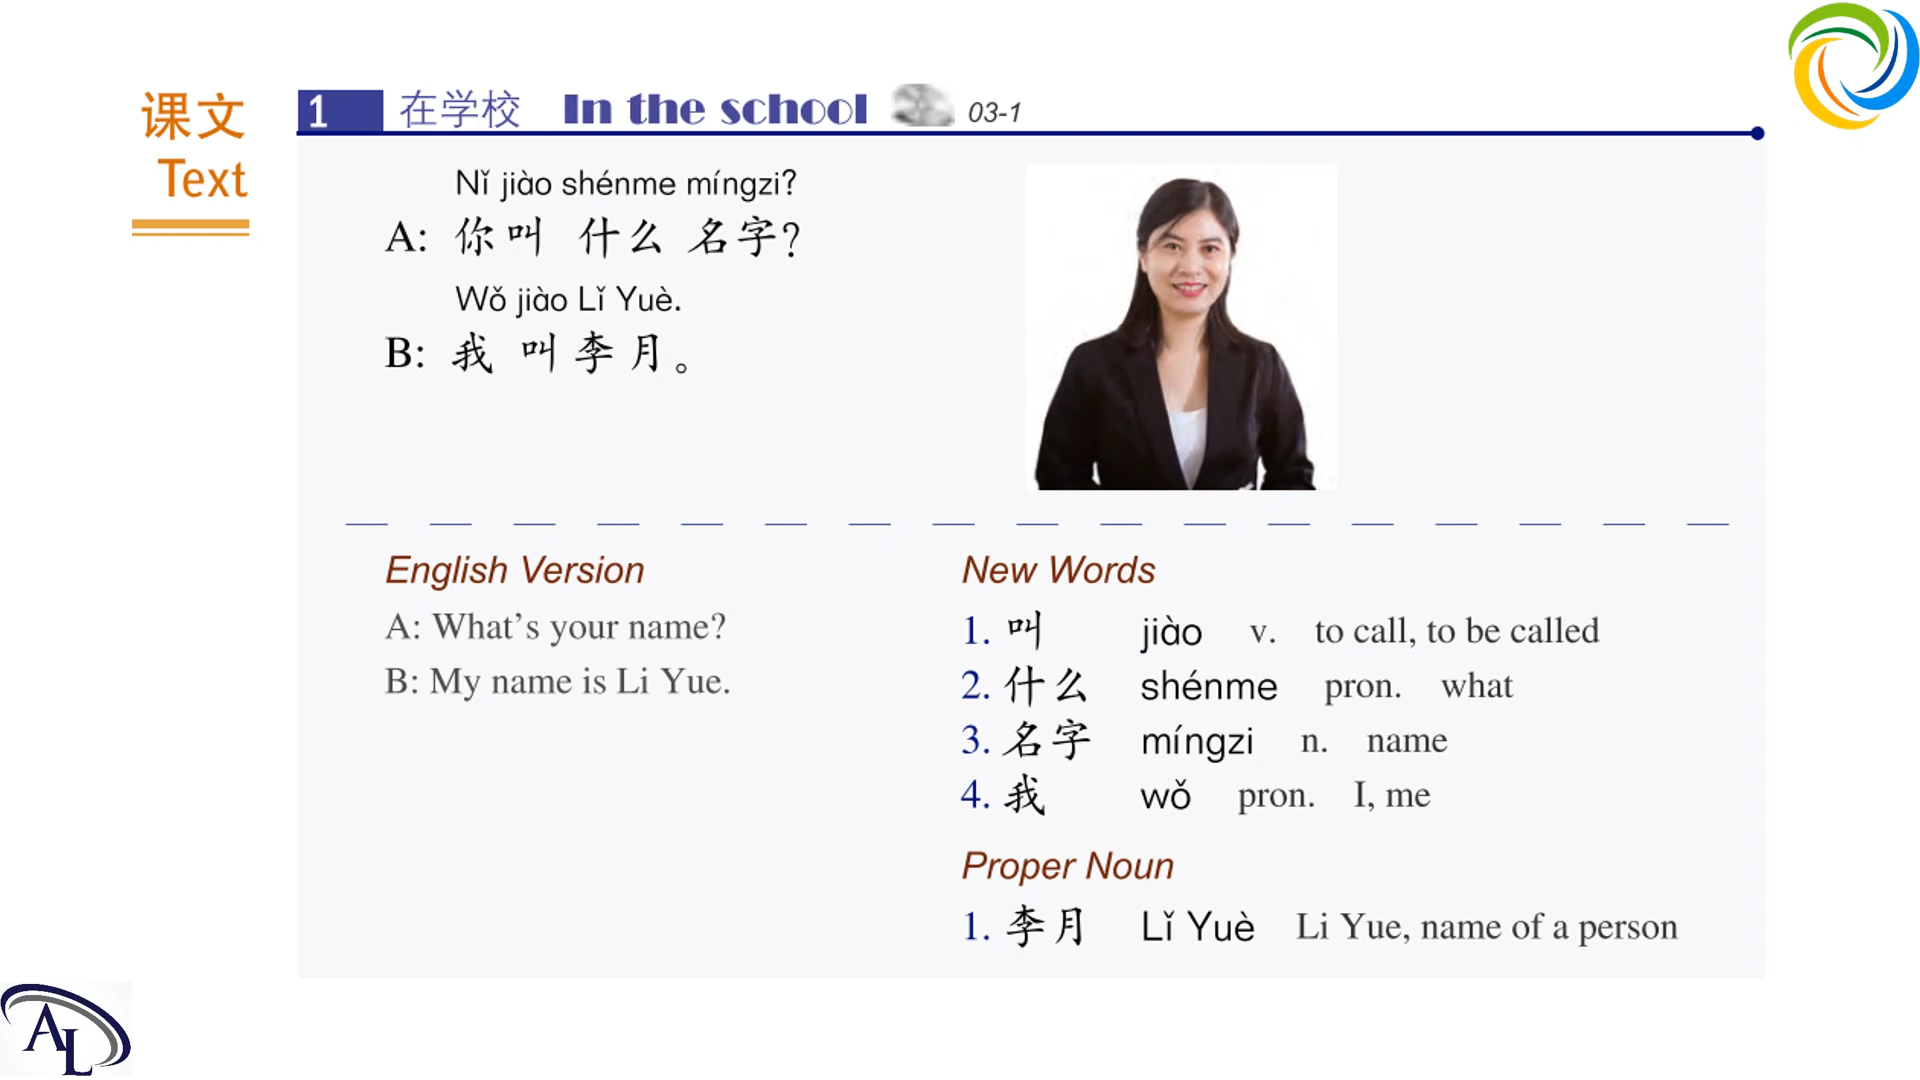 课文
Text
1 在学校 In the school 03-1
Nǐ jiào shénme míngzi?
A: 你叫 什么 名字?
Wǒ jiào Lǐ Yuè.
B: 我 叫 李 月。
English Version
A: What's your name?
B: My name is Li Yue.
New Words
1. 叫 jiào v. to call, to be called
2. 什么 shénme pron. what
3. 名字 míngzi n. name
4. 我 wǒ pron. I, me
Proper Noun
1. 李月 Lǐ Yuè Li Yue, name of a person
AL